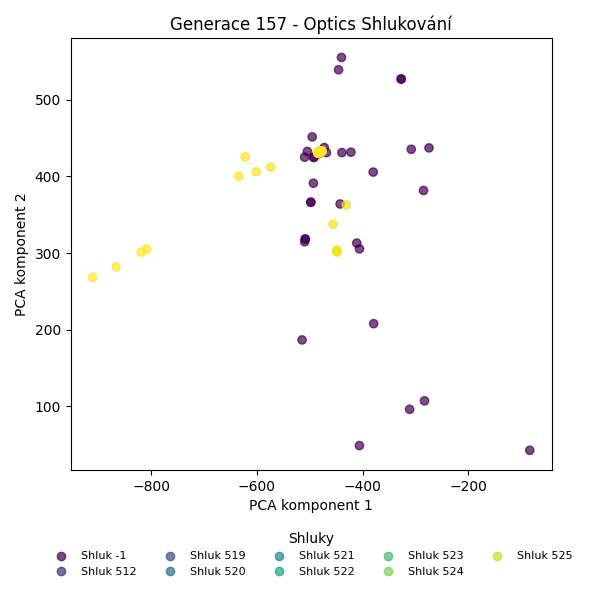 Generace 157 - Optics Shlukování
PCA komponent 2
500
400
300
200
100
−800 −600 −400 −200
PCA komponent 1
Shluky
Shluk -1 Shluk 519 Shluk 521 Shluk 523 Shluk 525
Shluk 512 Shluk 520 Shluk 522 Shluk 524